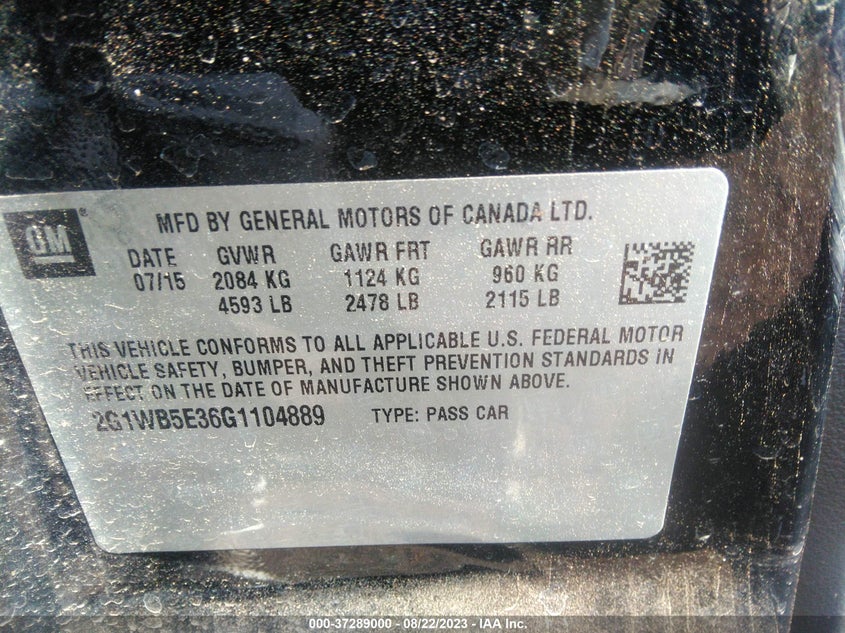 GM®
MFD BY GENERAL MOTORS OF CANADA LTD.
DATE GVWR GAWR FRT GAWR RR
07/15 2084 KG 1124 KG 960 KG
4593 LB 2478 LB 2115 LB
THIS VEHICLE CONFORMS TO ALL APPLICABLE U.S. FEDERAL MOTOR
VEHICLE SAFETY, BUMPER, AND THEFT PREVENTION STANDARDS IN
EFFECT ON THE DATE OF MANUFACTURE SHOWN ABOVE.
2G1WB5E36G1104889 TYPE: PASS CAR
000-37289000 - 08/22/2023 - IAA Inc.